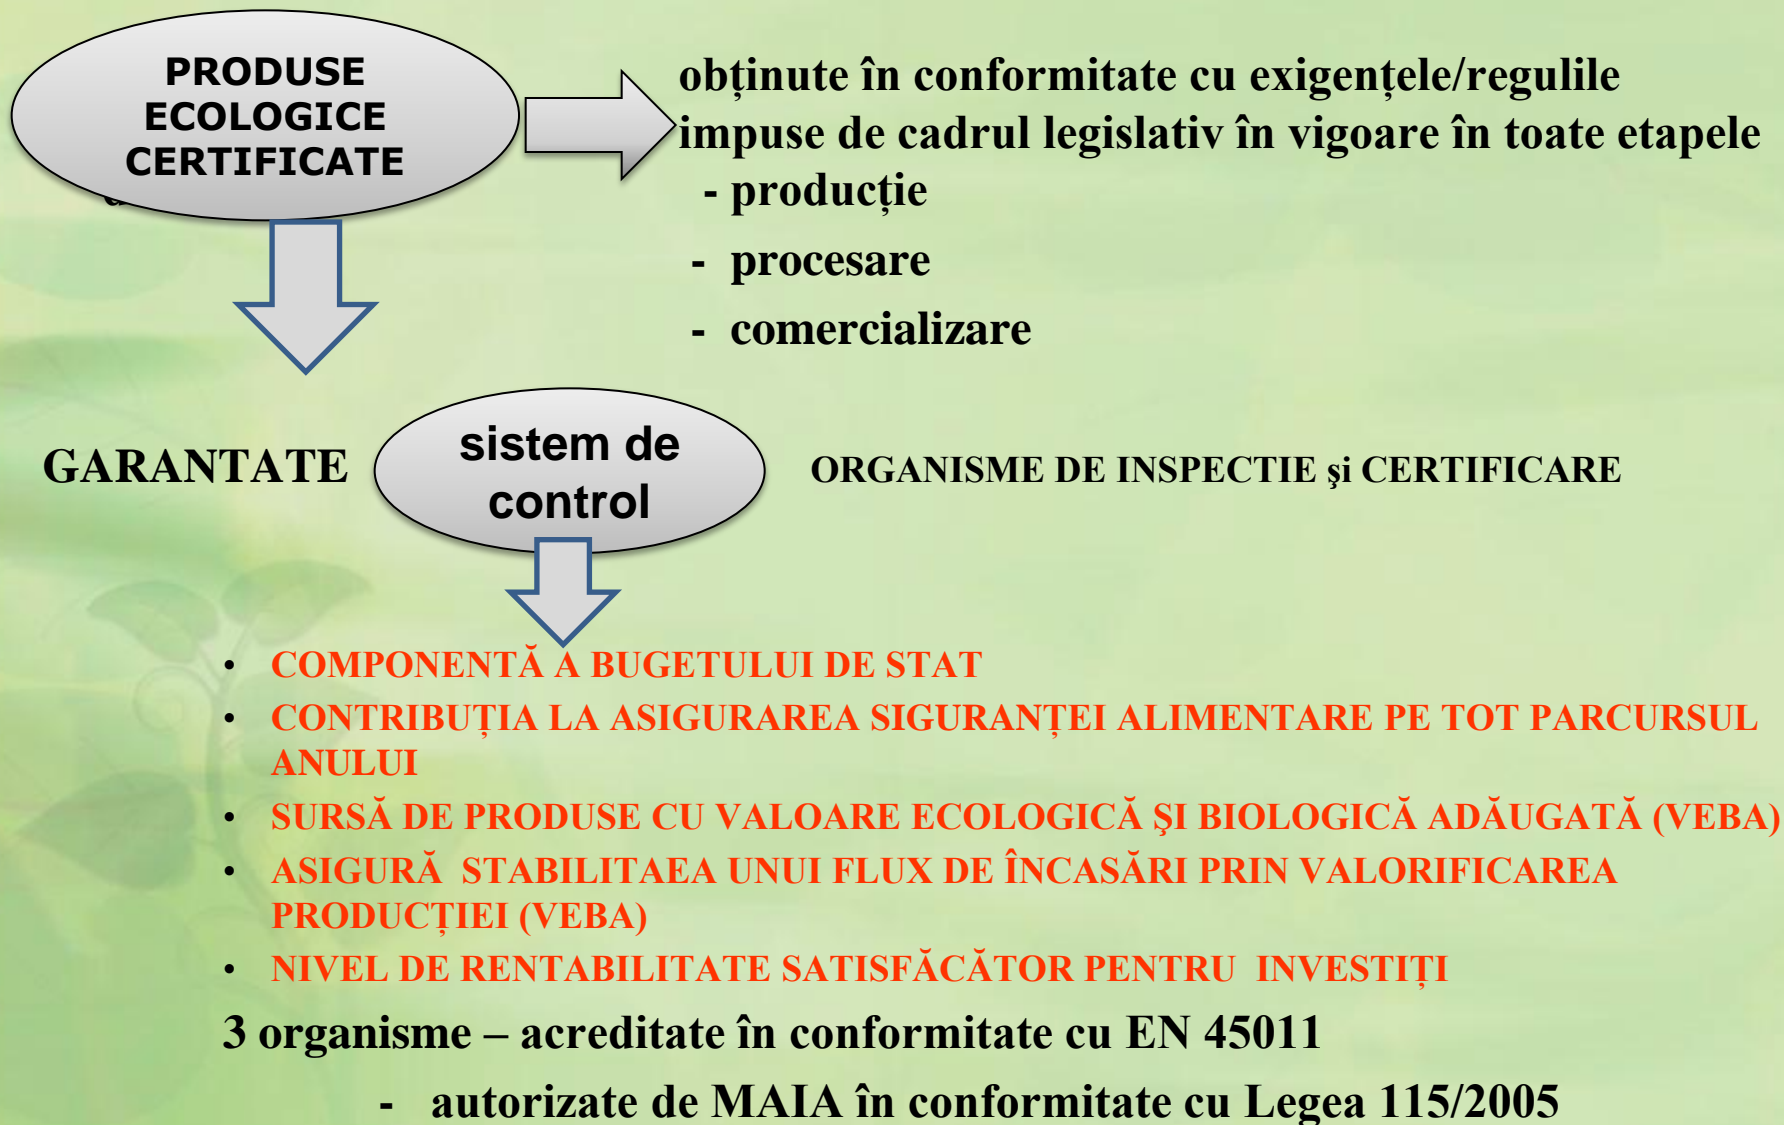 PRODUSE
ECOLOGICE
CERTIFICATE
obținute în conformitate cu exigențele/regulile
impuse de cadrul legislativ în vigoare în toate etapele
- producție
- procesare
- comercializare
GARANTATE
sistem de
control
ORGANISME DE INSPECTIE şi CERTIFICARE
• COMPONENTĂ A BUGETULUI DE STAT
• CONTRIBUȚIA LA ASIGURAREA SIGURANȚEI ALIMENTARE PE TOT PARCURSUL
ANULUI
• SURSĂ DE PRODUSE CU VALOARE ECOLOGICĂ ŞI BIOLOGICĂ ADĂUGATĂ (VEBA)
• ASIGURĂ STABILITAEA UNUI FLUX DE ÎNCASĂRI PRIN VALORIFICAREA
PRODUCȚIEI (VEBA)
• NIVEL DE RENTABILITATE SATISFĂCĂTOR PENTRU INVESTIȚI
3 organisme – acreditate în conformitate cu EN 45011
- autorizate de MAIA în conformitate cu Legea 115/2005